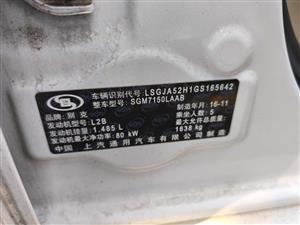 车辆识别代号: LSGJA52H1GS165642
整车型号: SGM7150LAAB
品牌: 别克 制造年月: 16-11
发动机型号: L2B 乘坐人数: 5
发动机排量: 1.485 L 最大允许总质量:
发动机最大净功率: 80 kW 1638 kg
中国 上汽通用汽车有限公司制造